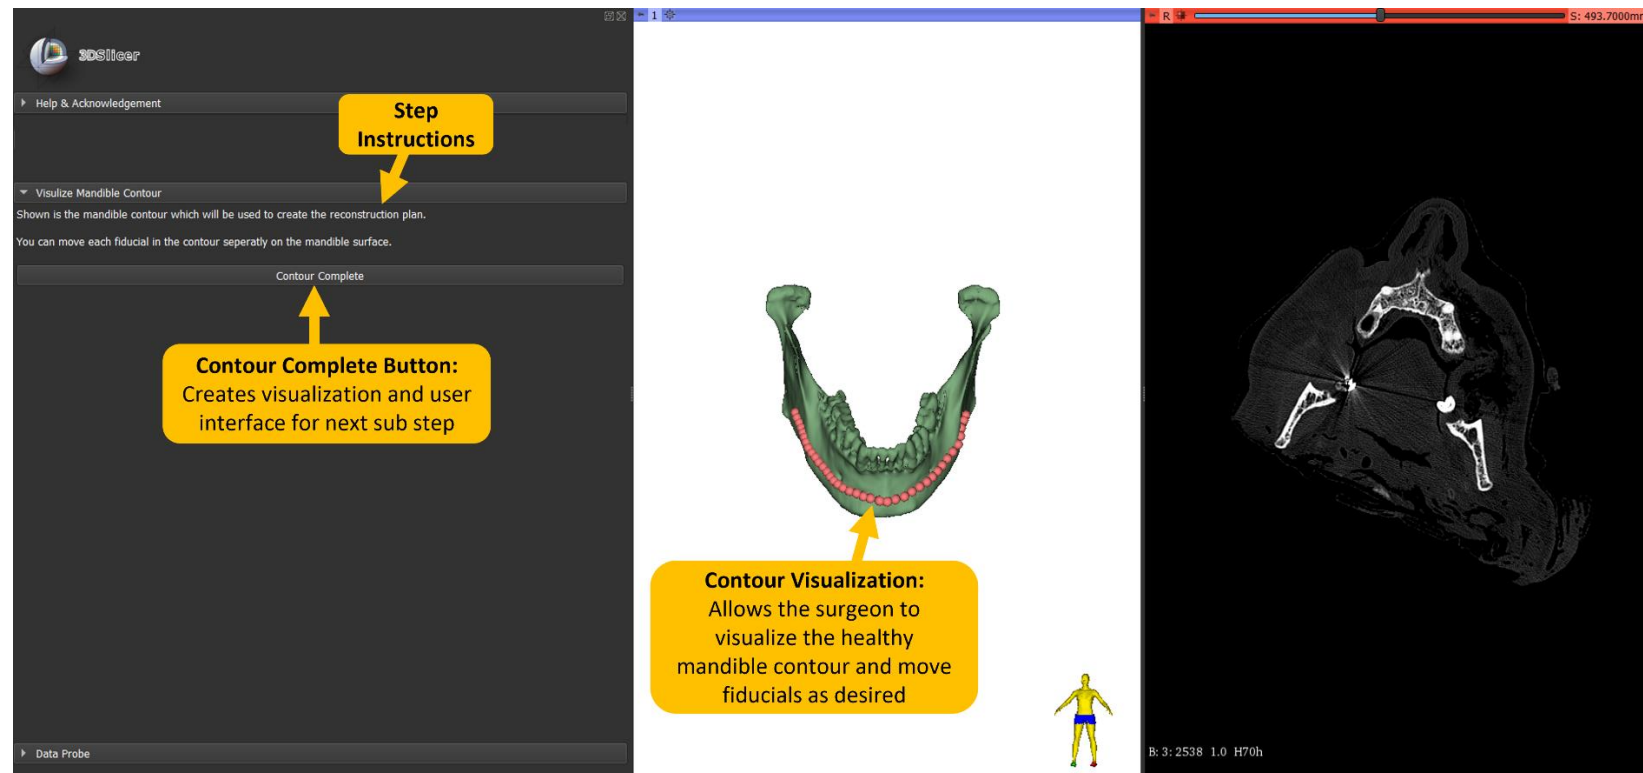 1
R
S: 493.7000mm
3DSlicer
Help & Acknowledgement
Step
Instructions
Visulize Mandible Contour
Shown is the mandible contour which will be used to create the reconstruction plan.
You can move each fiducial in the contour seperatly on the mandible surface.
Contour Complete
Contour Complete Button:
Creates visualization and user
interface for next sub step
Contour Visualization:
Allows the surgeon to
visualize the healthy
mandible contour and move
fiducials as desired
B: 3: 2538 1.0 H70h
Data Probe